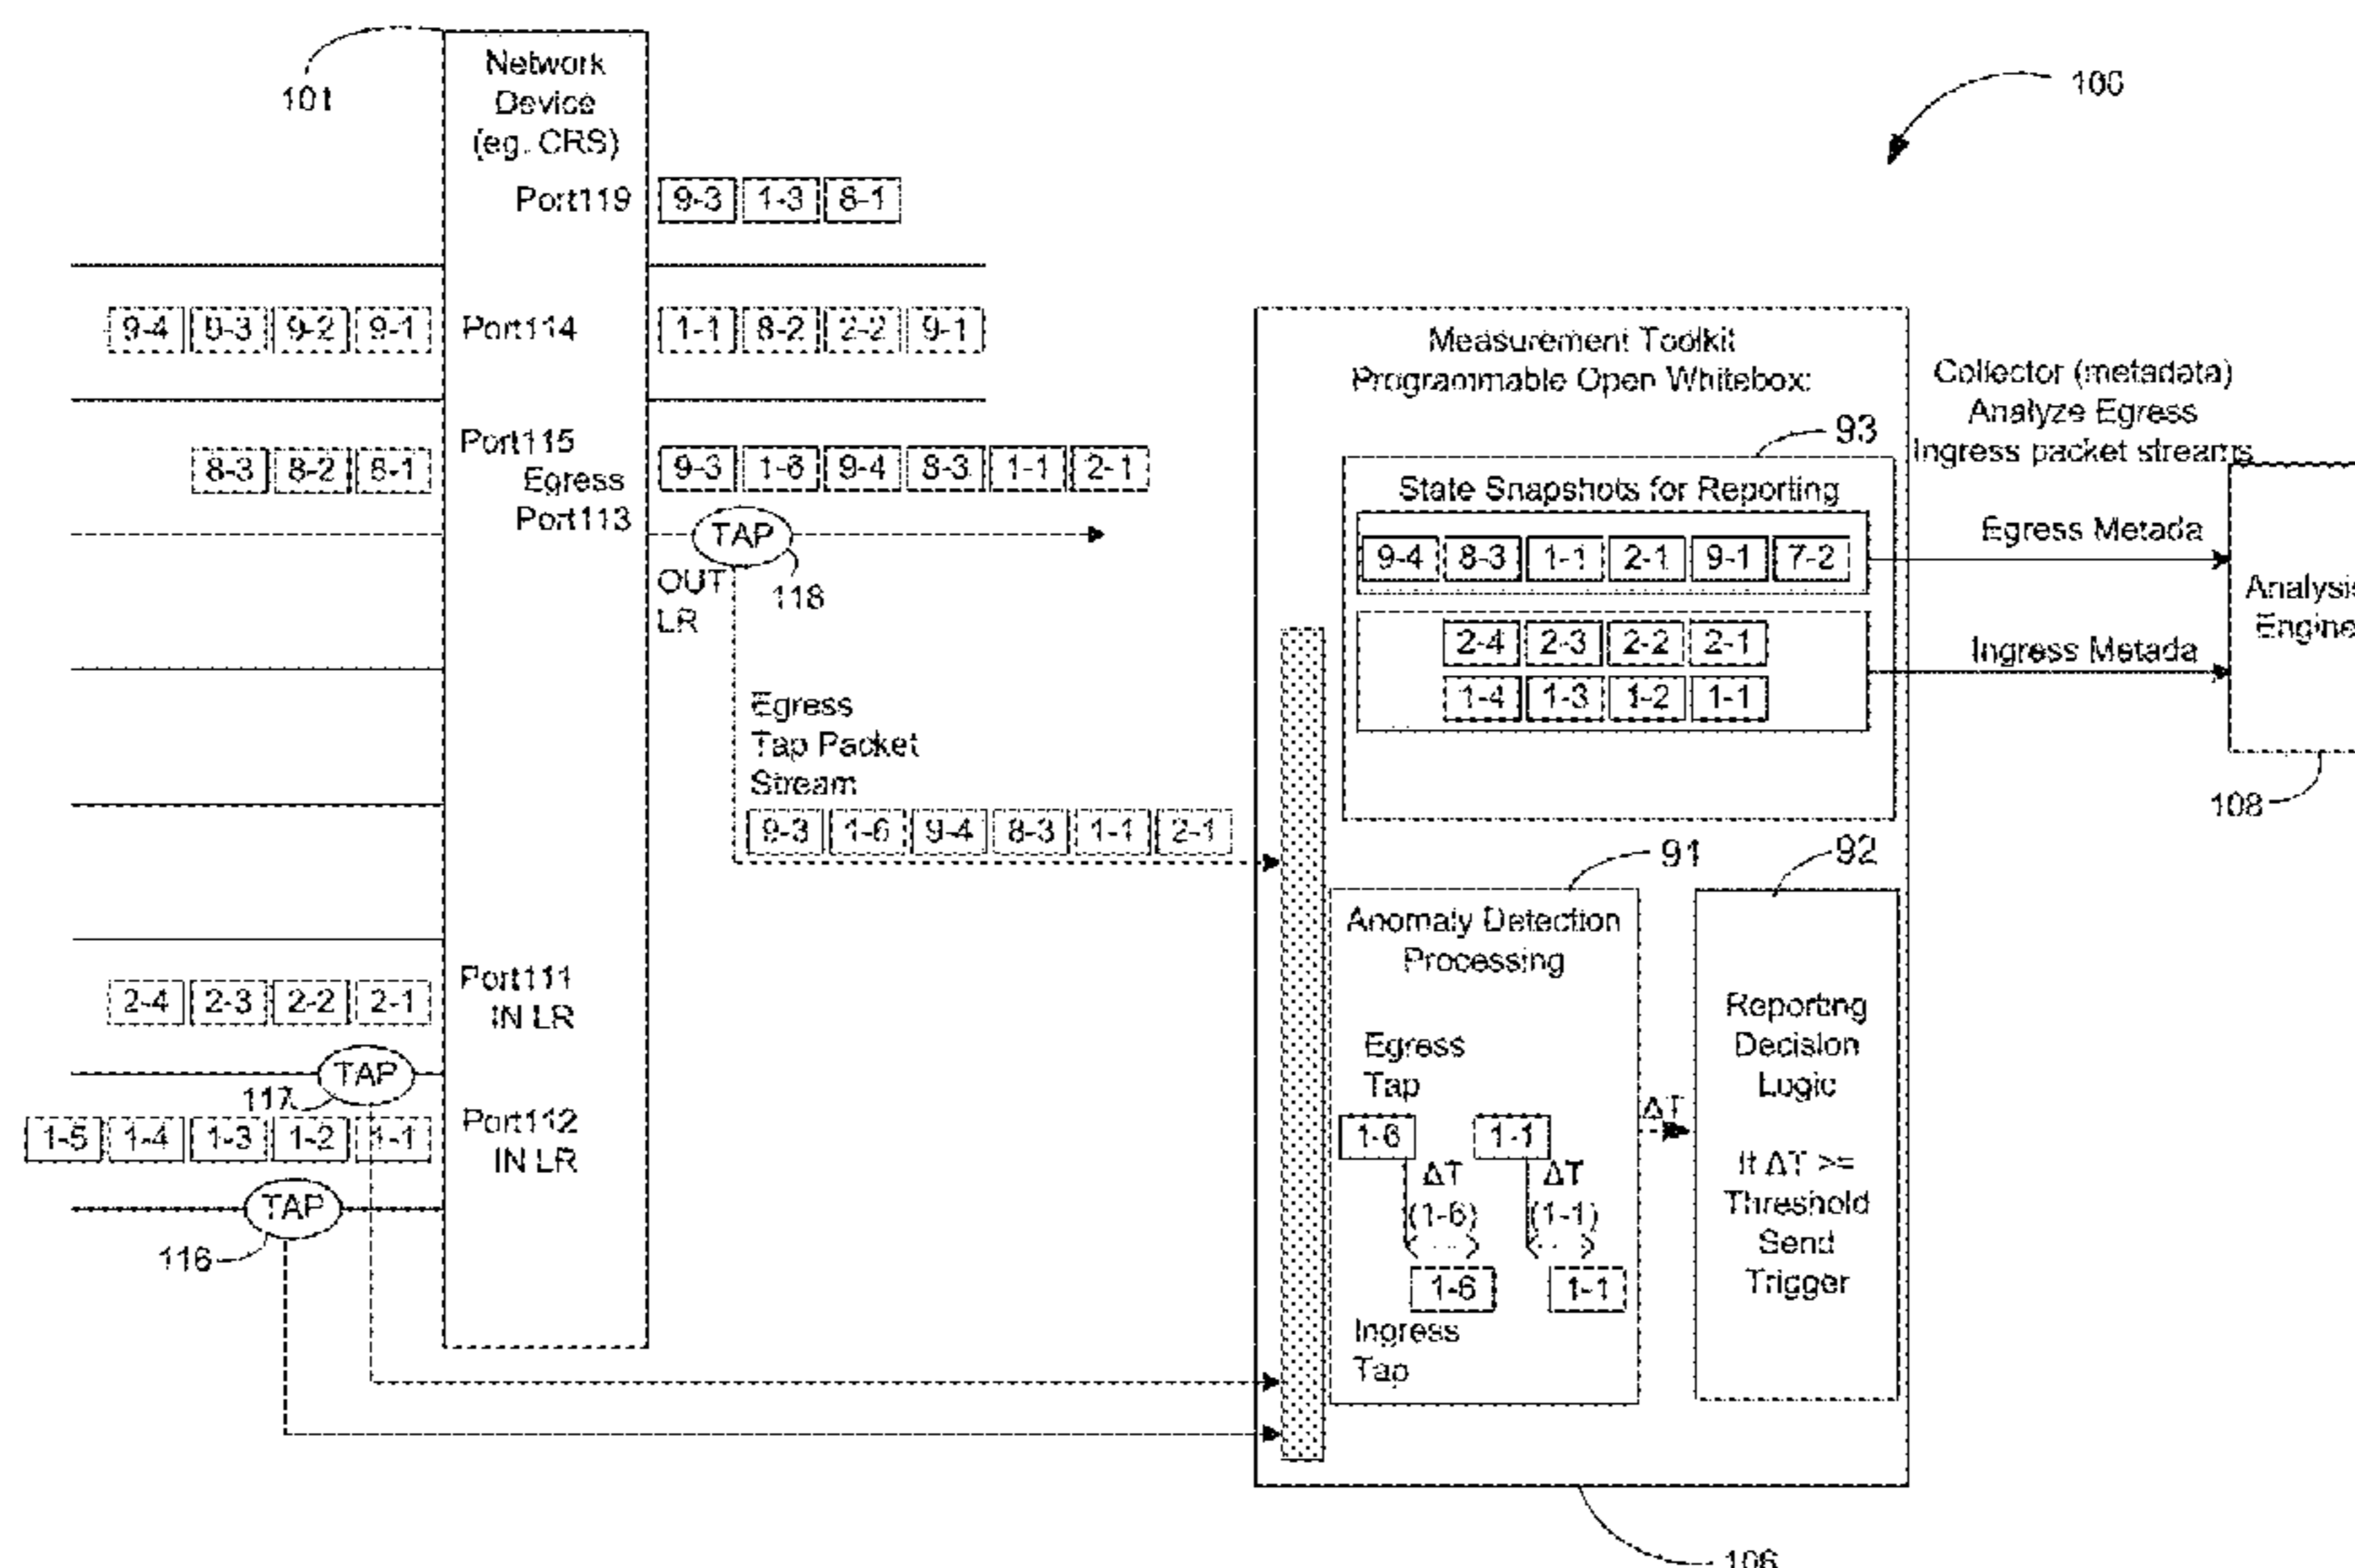 101
Network
Device
(eg. CRS)
100
Port119
9-3 1-3 8-1
9-4 9-3 9-2 9-1
Port114
1-1 8-2 2-2 9-1
8-3 8-2 8-1
Port115
Egress
Port113
9-3 1-6 9-4 8-3 1-1 2-1
TAP
118
OUT
LR
Egress
Tap Packet
Stream
9-3 1-6 9-4 8-3 1-1 2-1
2-4 2-3 2-2 2-1
Port111
IN LR
TAP
117
1-5 1-4 1-3 1-2 1-1
Port112
IN LR
TAP
116
Measurement Toolkit
Programmable Open Whitebox:
93
State Snapshots for Reporting
9-4 8-3 1-1 2-1 9-1 7-2
2-4 2-3 2-2 2-1
1-4 1-3 1-2 1-1
Collector (metadata)
Analyze Egress
Ingress packet streams
Egress Metada
Ingress Metada
Analysis
Engine
108
91
Anomaly Detection
Processing
Egress
Tap
1-6 1-1
ΔT ΔT
(1-6) (1-1)
1-6 1-1
Ingress
Tap
ΔT
92
Reporting
Decision
Logic
If ΔT >=
Threshold
Send
Trigger
106